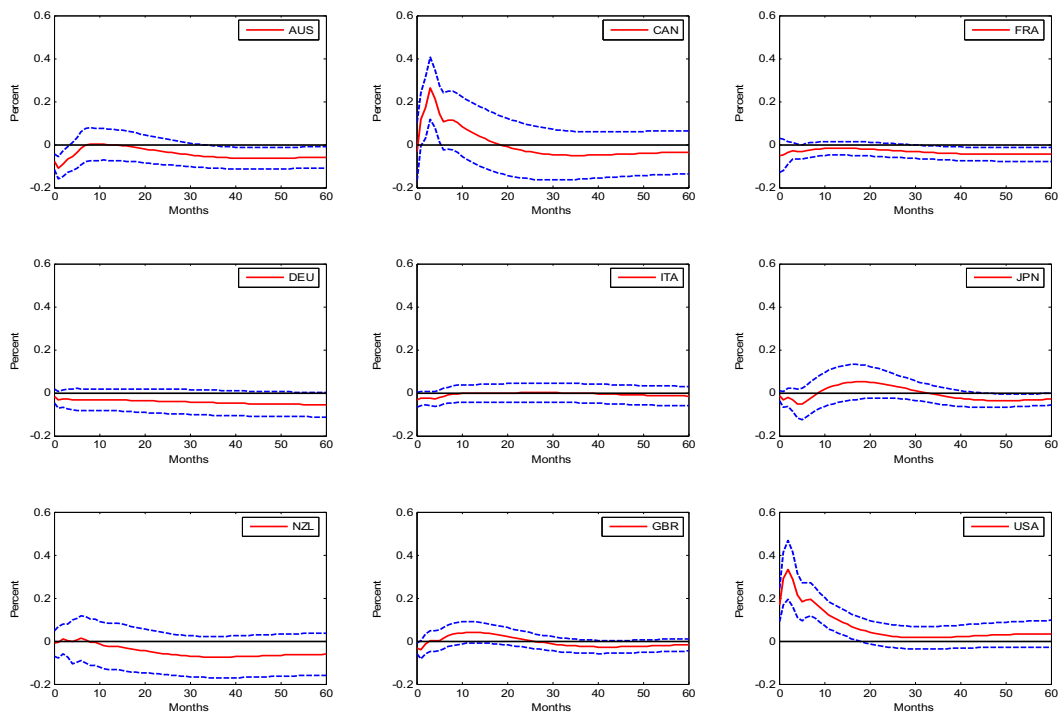 0.6 0.6 0.6
AUS CAN FRA
0.4 0.4 0.4
Percent Percent Percent
0.2 0.2 0.2
0 0 0
-0.2 -0.2 -0.2
0 10 20 30 40 50 60 0 10 20 30 40 50 60 0 10 20 30 40 50 60
Months Months Months
0.6 0.6 0.6
DEU ITA JPN
0.4 0.4 0.4
Percent Percent Percent
0.2 0.2 0.2
0 0 0
-0.2 -0.2 -0.2
0 10 20 30 40 50 60 0 10 20 30 40 50 60 0 10 20 30 40 50 60
Months Months Months
0.6 0.6 0.6
NZL GBR USA
0.4 0.4 0.4
Percent Percent Percent
0.2 0.2 0.2
0 0 0
-0.2 -0.2 -0.2
0 10 20 30 40 50 60 0 10 20 30 40 50 60 0 10 20 30 40 50 60
Months Months Months